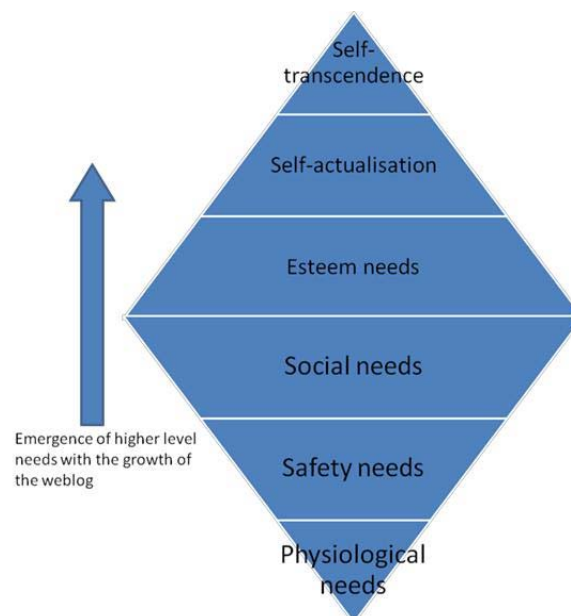 Self-
transcendence
Self-actualisation
Esteem needs
Social needs
Safety needs
Physiological
needs
Emergence of higher level
needs with the growth of
the weblog